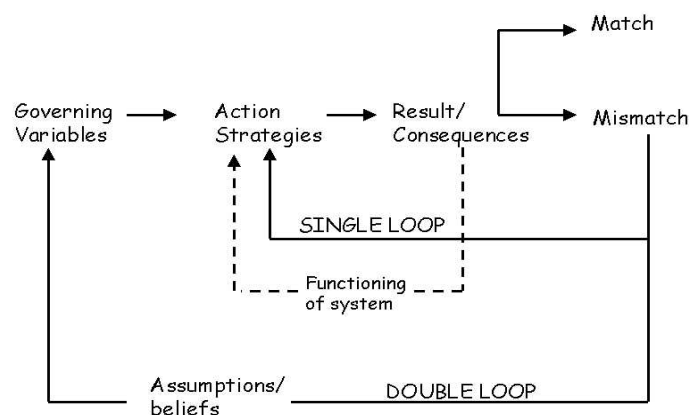 Match
Governing
Variables
Action
Strategies
Result/
Consequences
Mismatch
SINGLE LOOP
Functioning
of system
Assumptions/
beliefs
DOUBLE LOOP